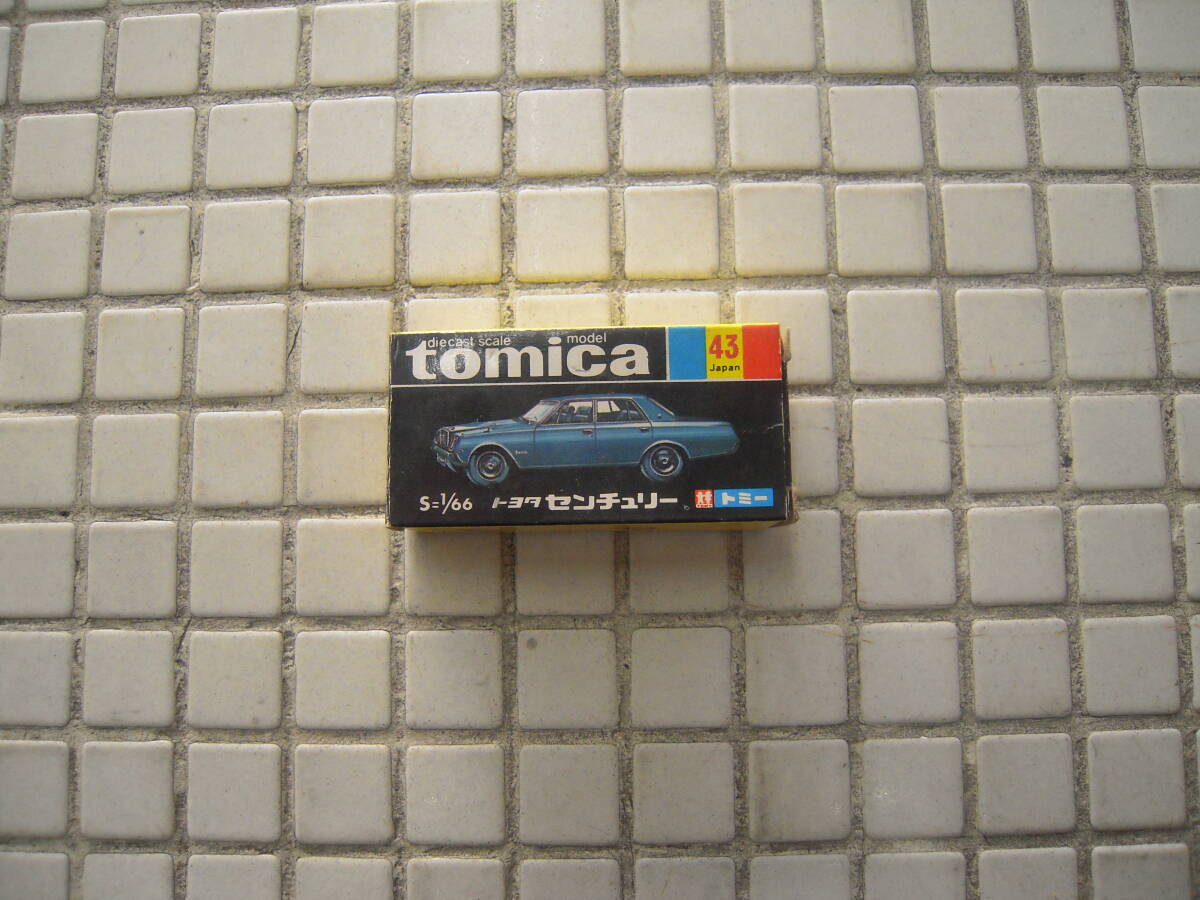 diecast scale model
tomica
43
Japan
S=1/66 トヨタ センチュリー
トミー